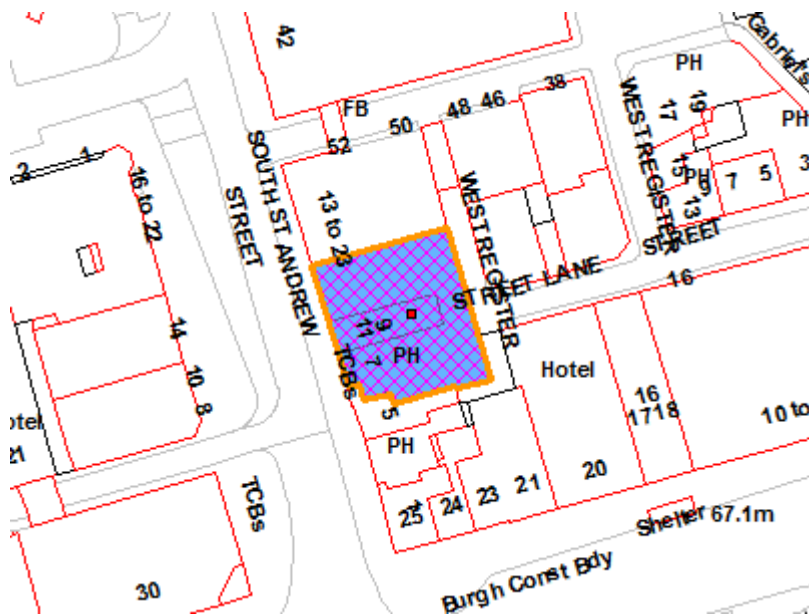 42
PH
Gabriel's
FB
38
46
48
50
52
17
19
PH
WEST REGISTER
STREET
15
PH
9
7
5
3
13
2
1
16 to 22
SOUTH ST ANDREW
STREET
13 to 23
WEST REGISTER
STREET LANE
16
14
11
9
7
PH
TCBs
Hotel
10
8
5
16
17
18
10 to
otel
21
PH
TCBs
20
21
23
24
25
1
Shelter
67.1m
30
Burgh Const Bdy